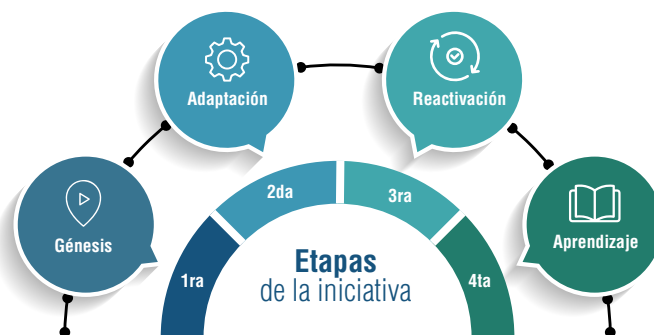 Adaptación
Reactivación
Génesis
Aprendizaje
1ra
2da
3ra
4ta
Etapas
de la iniciativa